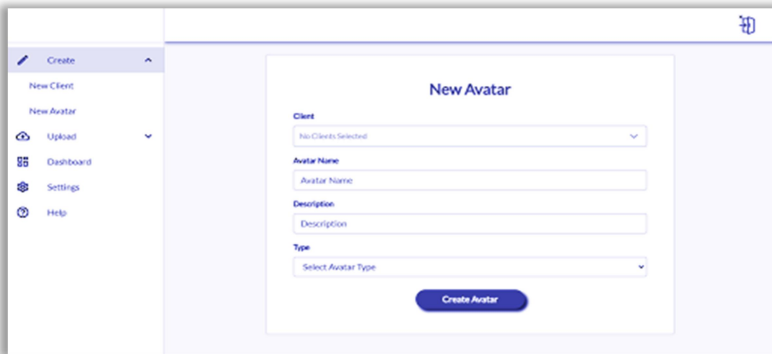 Create
New Client
New Avatar
Upload
Dashboard
Settings
Help
New Avatar
Client
No Clients Selected
Avatar Name
Avatar Name
Description
Description
Type
Select Avatar Type
Create Avatar